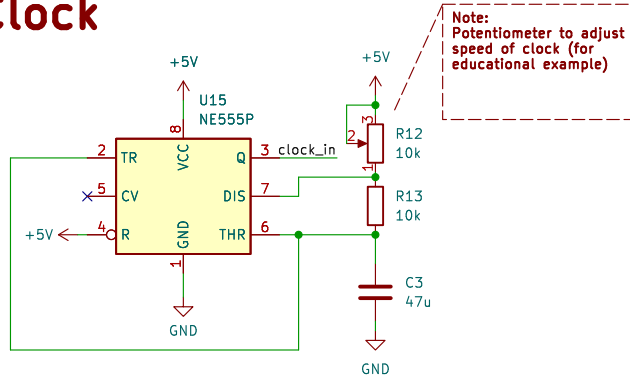 Clock
Note:
Potentiometer to adjust
speed of clock (for
educational example)
+5V
+5V
U15
NE555P
8
VCC
3
2
R12
10k
1
2
TR
Q
3
clock_in
5
CV
DIS
7
R13
10k
+5V
4
R
GND
THR
6
1
C3
47u
GND
GND